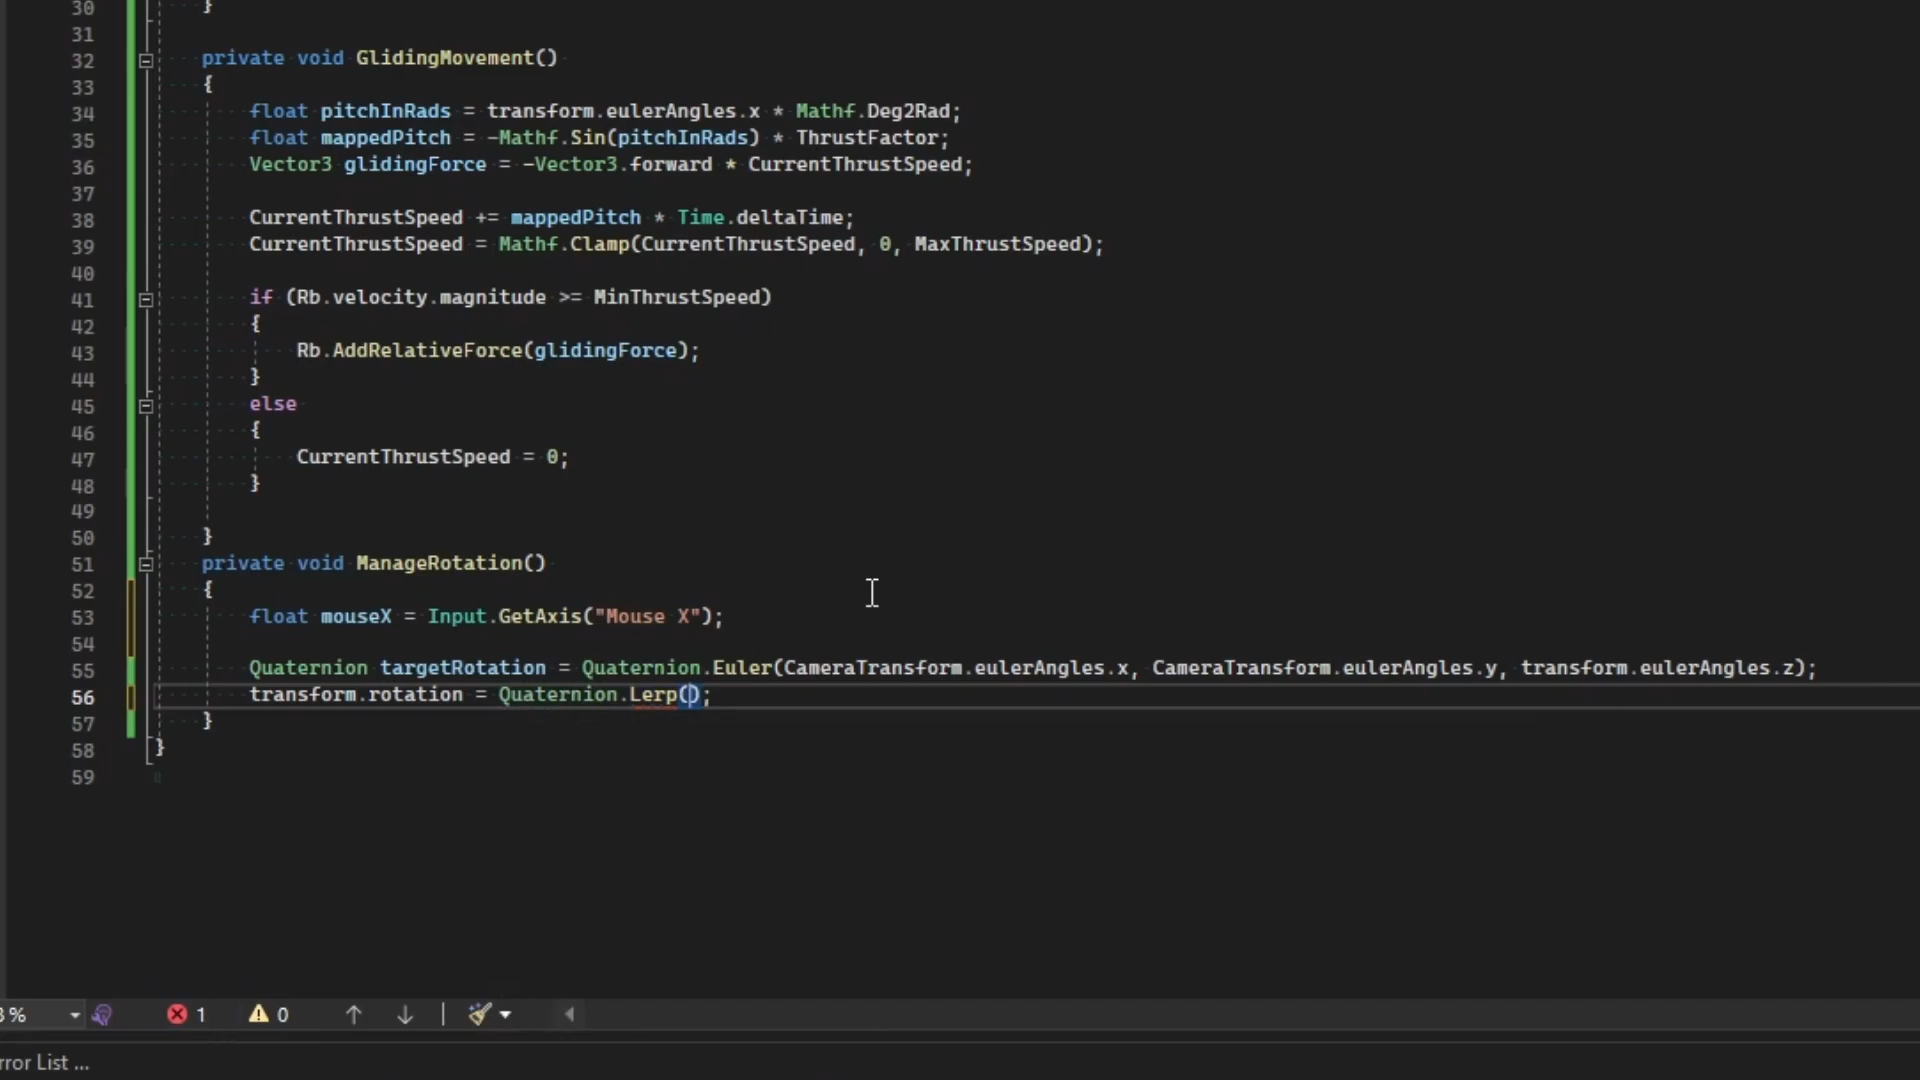 30 }
31
32 private void GlidingMovement()
33 {
34 float pitchInRads = transform.eulerAngles.x * Mathf.Deg2Rad;
35 float mappedPitch = -Mathf.Sin(pitchInRads) * ThrustFactor;
36 Vector3 glidingForce = -Vector3.forward * CurrentThrustSpeed;
37
38 CurrentThrustSpeed += mappedPitch * Time.deltaTime;
39 CurrentThrustSpeed = Mathf.Clamp(CurrentThrustSpeed, 0, MaxThrustSpeed);
40
41 if (Rb.velocity.magnitude >= MinThrustSpeed)
42 {
43 Rb.AddRelativeForce(glidingForce);
44 }
45 else
46 {
47 CurrentThrustSpeed = 0;
48 }
49
50 }
51 private void ManageRotation()
52 {
53 float mouseX = Input.GetAxis("Mouse X");
54
55 Quaternion targetRotation = Quaternion.Euler(CameraTransform.eulerAngles.x, CameraTransform.eulerAngles.y, transform.eulerAngles.z);
56 transform.rotation = Quaternion.Lerp();
57 }
58 }
59
% 1 0
rror List ...